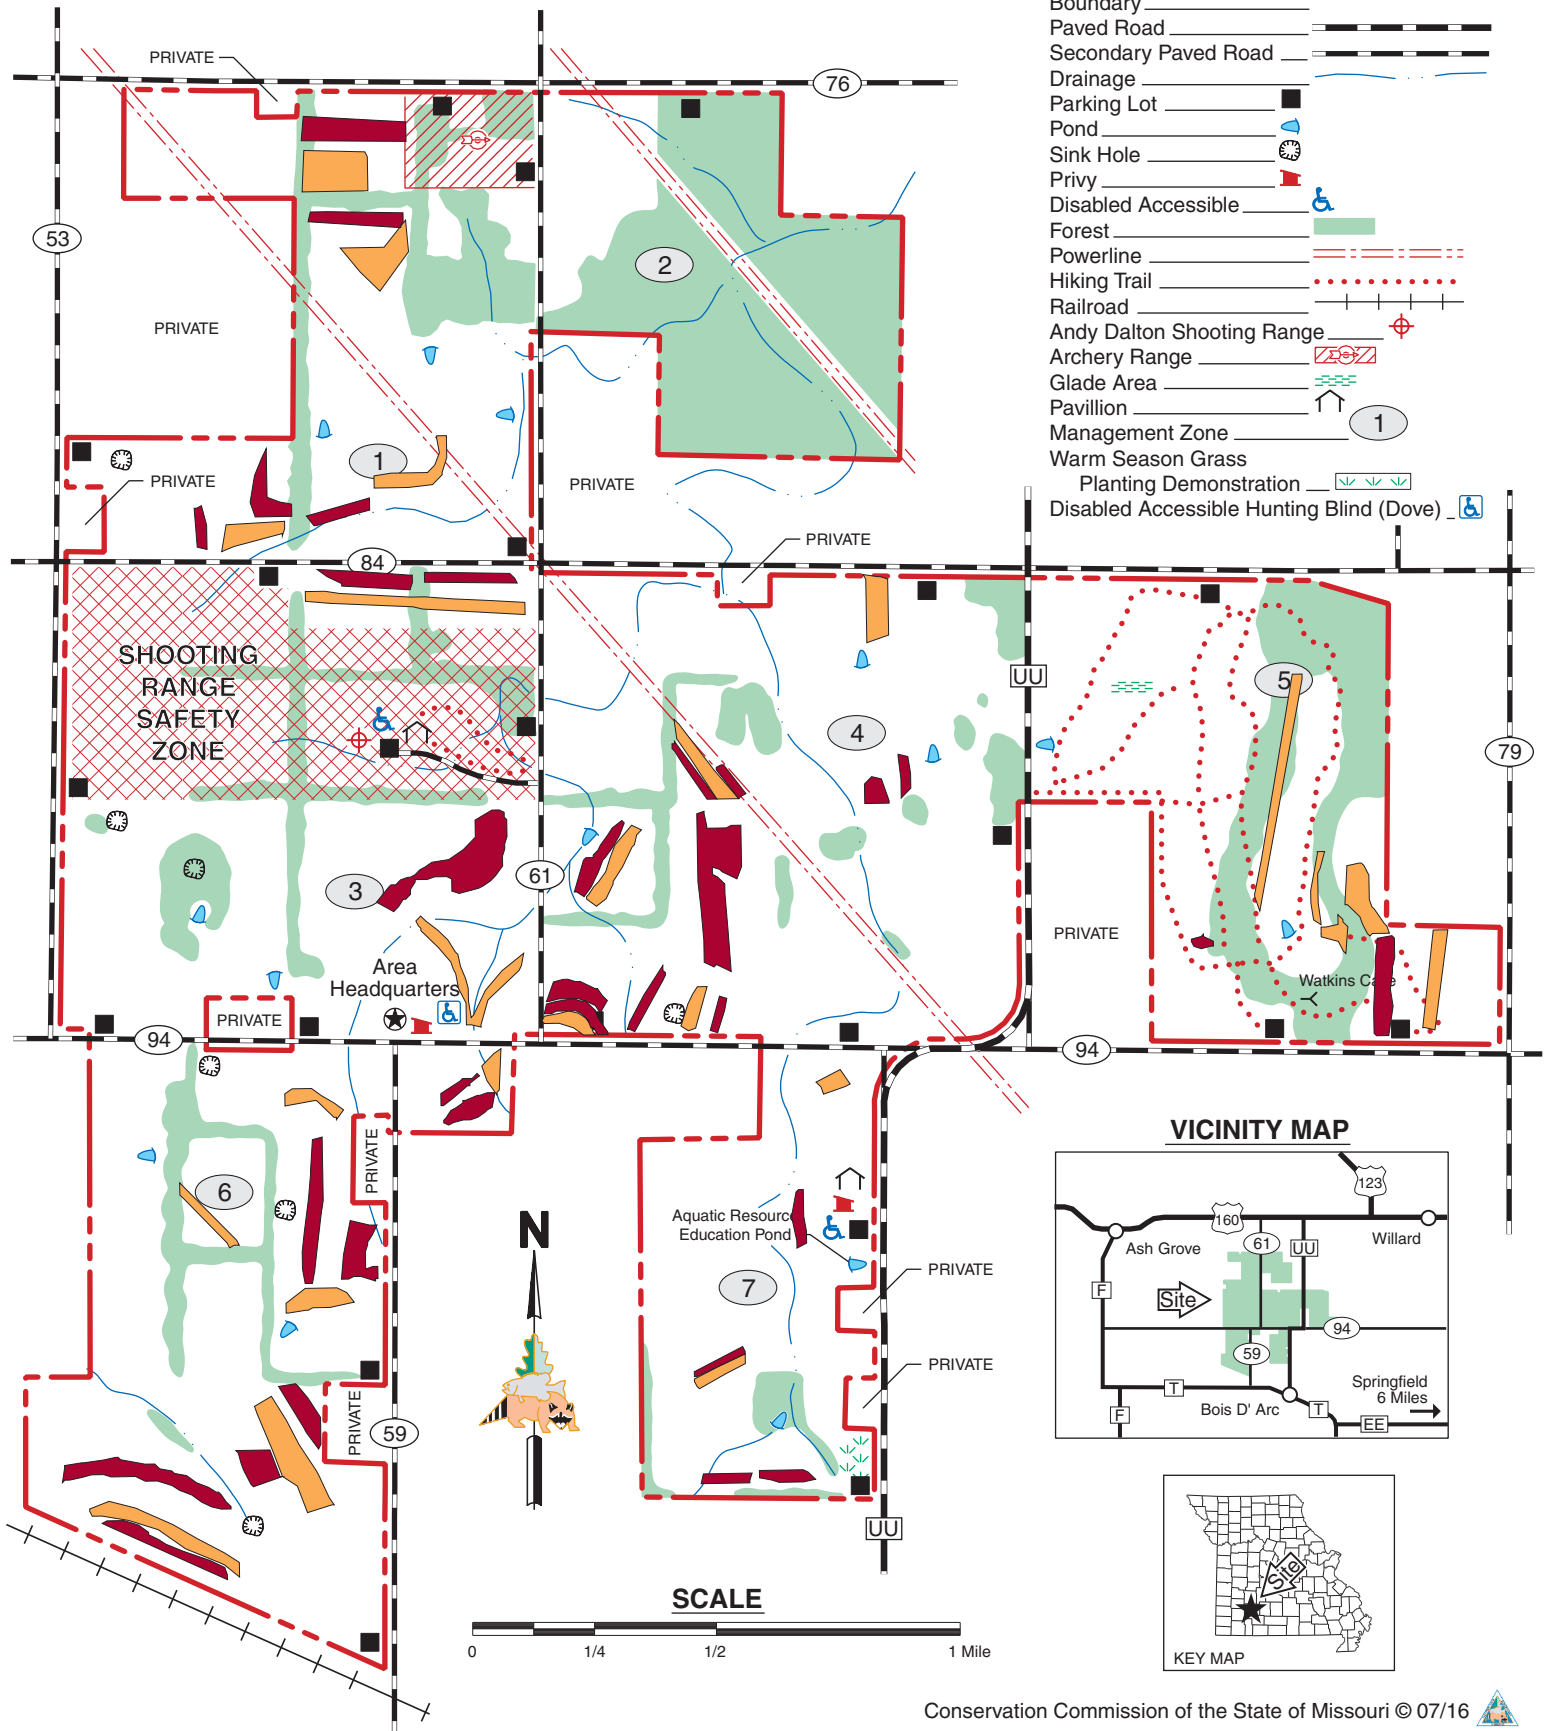 Boundary
Paved Road
Secondary Paved Road
Drainage
Parking Lot
Pond
Sink Hole
Privy
Disabled Accessible
Forest
Powerline
Hiking Trail
Railroad
Andy Dalton Shooting Range
Archery Range
Glade Area
Pavillion
Management Zone
1
Warm Season Grass
Planting Demonstration
Disabled Accessible Hunting Blind (Dove)
PRIVATE
76
53
2
PRIVATE
1
PRIVATE
PRIVATE
PRIVATE
84
SHOOTING
RANGE
SAFETY
ZONE
UU
5
4
79
3
61
PRIVATE
Area
Headquarters
Watkins Cave
PRIVATE
94
94
PRIVATE
6
N
Aquatic Resource
Education Pond
7
PRIVATE
PRIVATE
PRIVATE
59
UU
VICINITY MAP
123
160
61
UU
Ash Grove
Willard
F
Site
94
59
Springfield
6 Miles
T
Bois D' Arc
T
F
EE
SCALE
0
1/4
1/2
1 Mile
Site
KEY MAP
Conservation Commission of the State of Missouri © 07/16